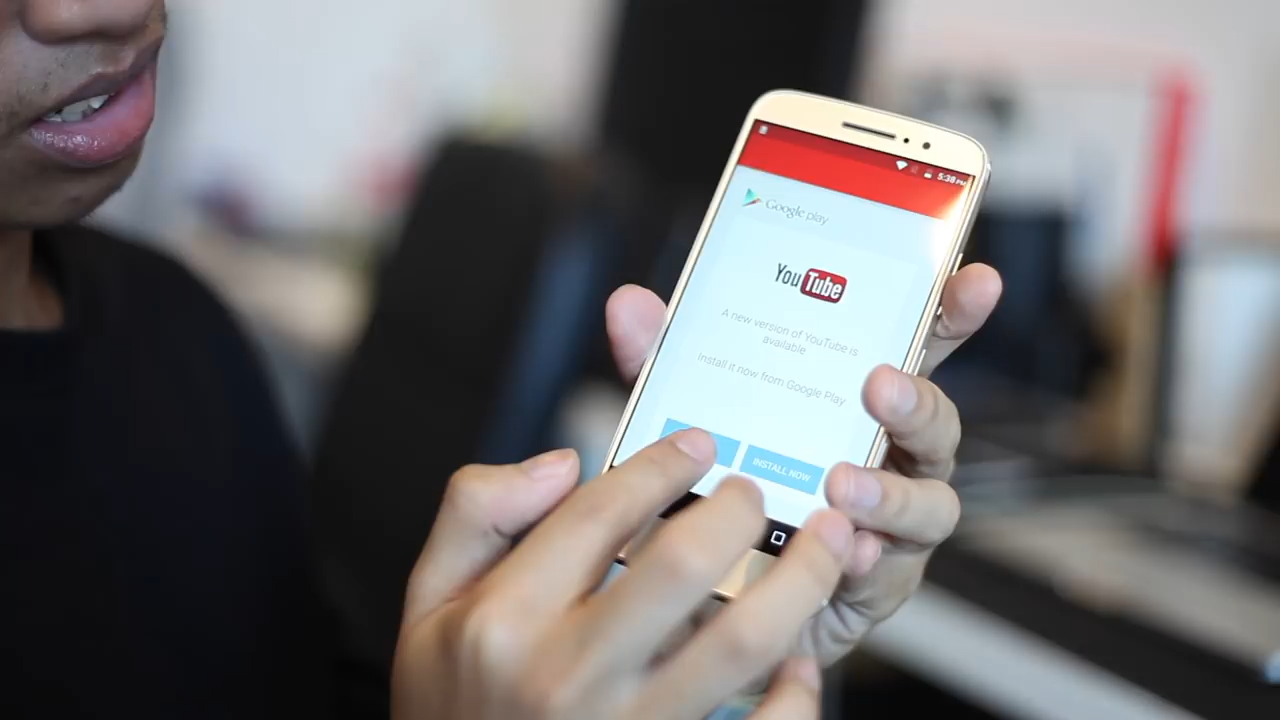 5:38 PM
Google play
YouTube
A new version of YouTube is
available
Install it now from Google Play
INSTALL NOW